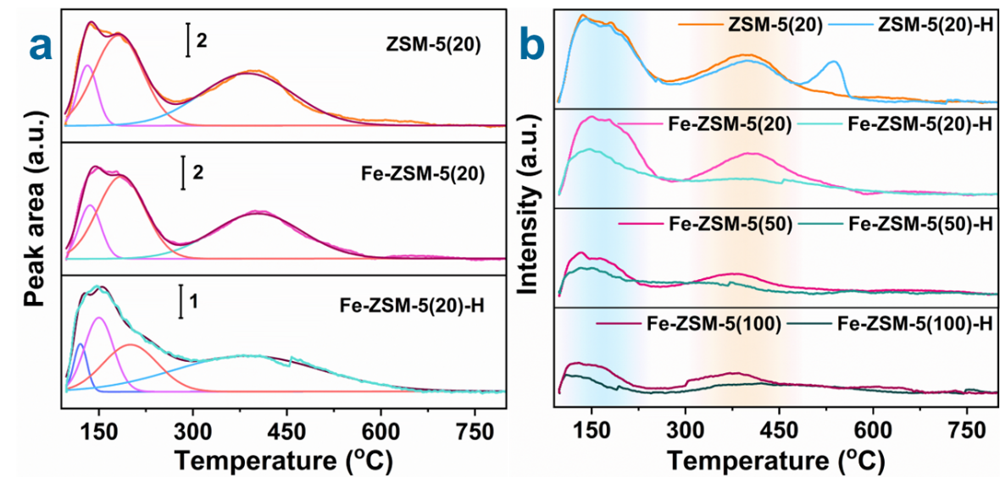 a
Peak area (a.u.)
2
ZSM-5(20)
2
Fe-ZSM-5(20)
1
Fe-ZSM-5(20)-H
150 300 450 600 750
Temperature (°C)
b
Intensity (a.u.)
ZSM-5(20) ZSM-5(20)-H
Fe-ZSM-5(20) Fe-ZSM-5(20)-H
Fe-ZSM-5(50) Fe-ZSM-5(50)-H
Fe-ZSM-5(100) Fe-ZSM-5(100)-H
150 300 450 600 750
Temperature (°C)